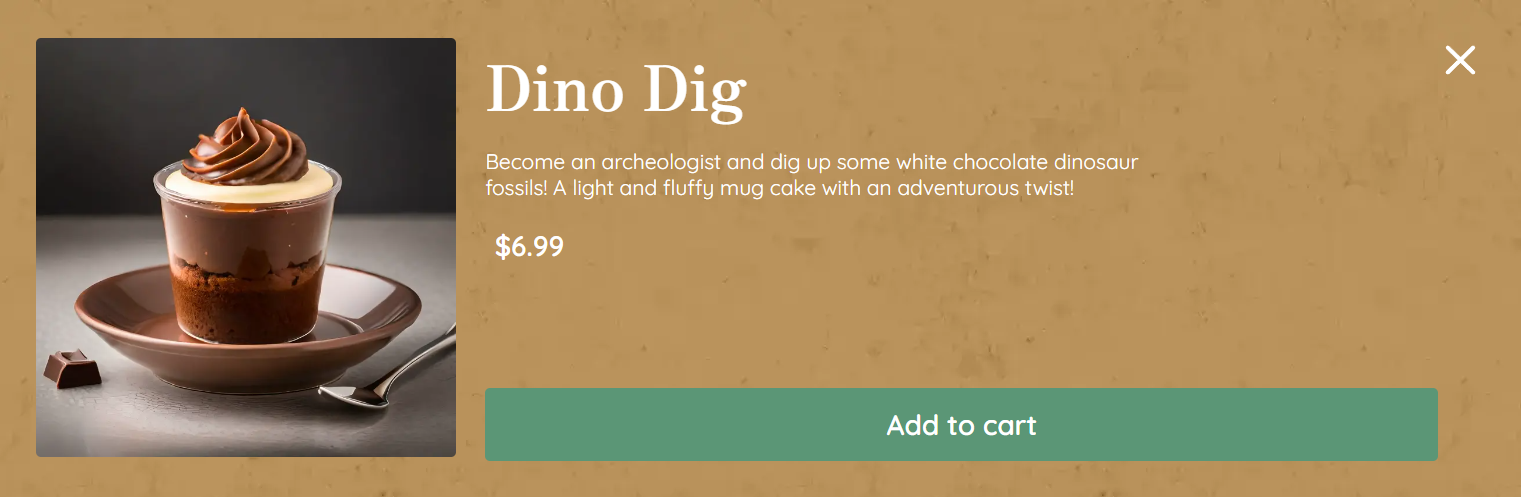 Dino Dig
Become an archeologist and dig up some white chocolate dinosaur
fossils! A light and fluffy mug cake with an adventurous twist!
$6.99
Add to cart